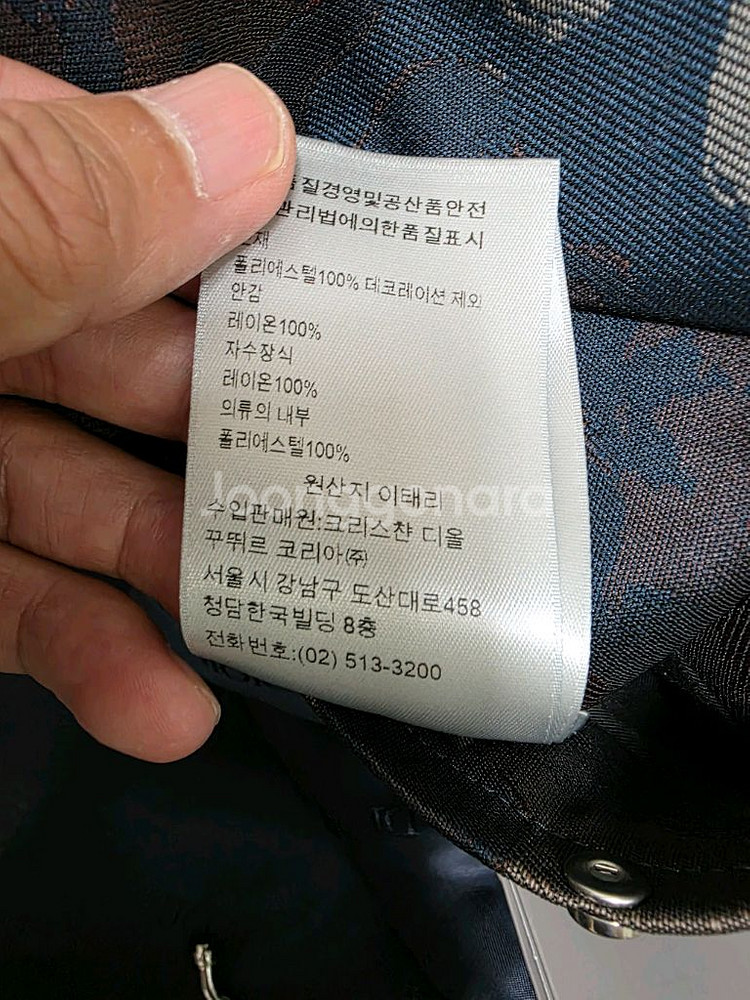 질경영및공산품안전
관리법에의한품질표시
소재
폴리에스텔100% 데코레이션 제외
안감
레이온100%
자수장식
레이온100%
의류의 내부
폴리에스텔100%
원산지 이태리
Joonggonara
수입판매원:크리스챤 디올
꾸뛰르 코리아㈜
서울시 강남구 도산대로458
청담한국빌딩 8층
전화번호:(02) 513-3200